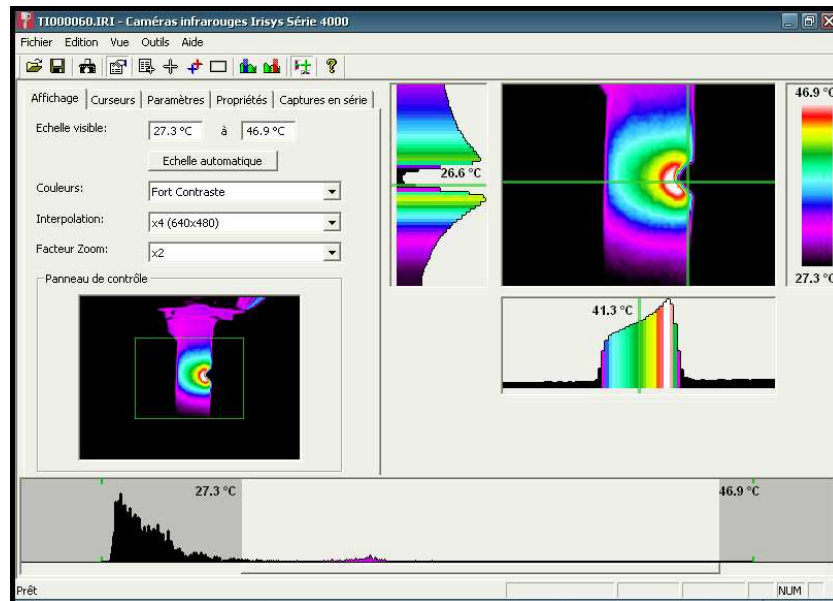 TI000060.IRI - Caméras infrarouges Irisys Série 4000
Fichier Edition Vue Outils Aide
Affichage Curseurs Paramètres Propriétés Captures en série
Echelle visible: 27.3 °C à 46.9 °C
Echelle automatique
Couleurs: Fort Contraste
Interpolation: x4 (640x480)
Facteur Zoom: x2
Panneau de contrôle
26.6 °C
46.9 °C
27.3 °C
41.3 °C
27.3 °C 46.9 °C
Prêt NUM